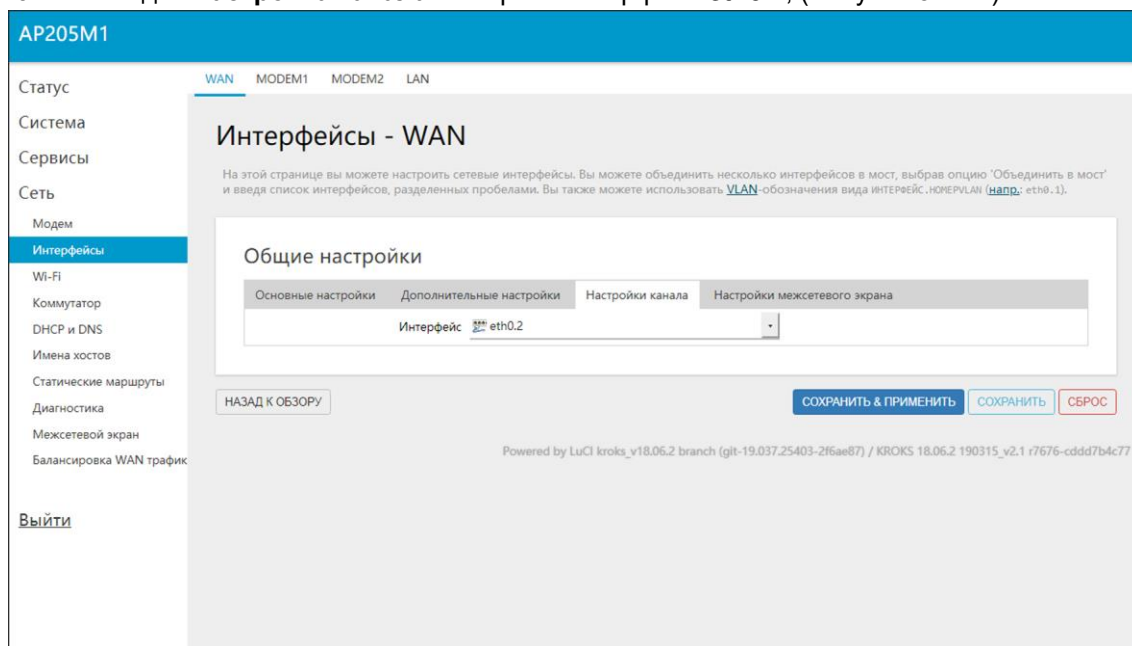 AP205M1
WAN MODEM1 MODEM2 LAN
Статус
Система
Сервисы
Сеть
Модем
Интерфейсы
Wi-Fi
Коммутатор
DHCP и DNS
Имена хостов
Статические маршруты
Диагностика
Межсетевой экран
Балансировка WAN трафик
Выйти
Интерфейсы - WAN
На этой странице вы можете настроить сетевые интерфейсы. Вы можете объединить несколько интерфейсов в мост, выбрав опцию 'Объединить в мост'
и введя список интерфейсов, разделенных пробелами. Вы также можете использовать VLAN-обозначения вида ИНТЕРФЕЙС.НОМЕРVLAN (напр.: eth0.1).
Общие настройки
Основные настройки Дополнительные настройки Настройки канала Настройки межсетевого экрана
Интерфейс eth0.2
НАЗАД К ОБЗОРУ СОХРАНИТЬ & ПРИМЕНИТЬ СОХРАНИТЬ СБРОС
Powered by LuCI kroks_v18.06.2 branch (git-19.037.25403-2f6ae87) / KROKS 18.06.2 190315_v2.1 r7676-cddd7b4c77